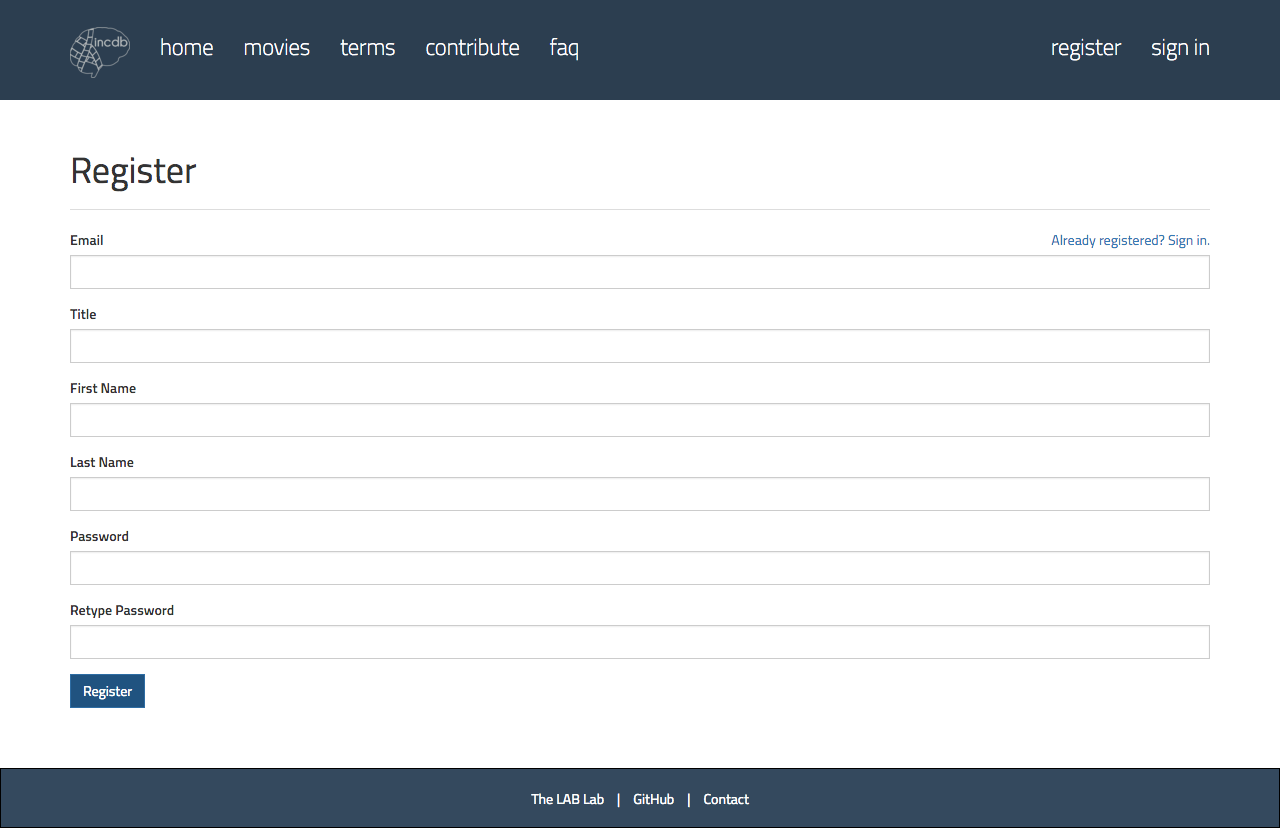 incdb home movies terms contribute faq register sign in
Register
Email Already registered? Sign in.
Title
First Name
Last Name
Password
Retype Password
Register
The LAB Lab | GitHub | Contact